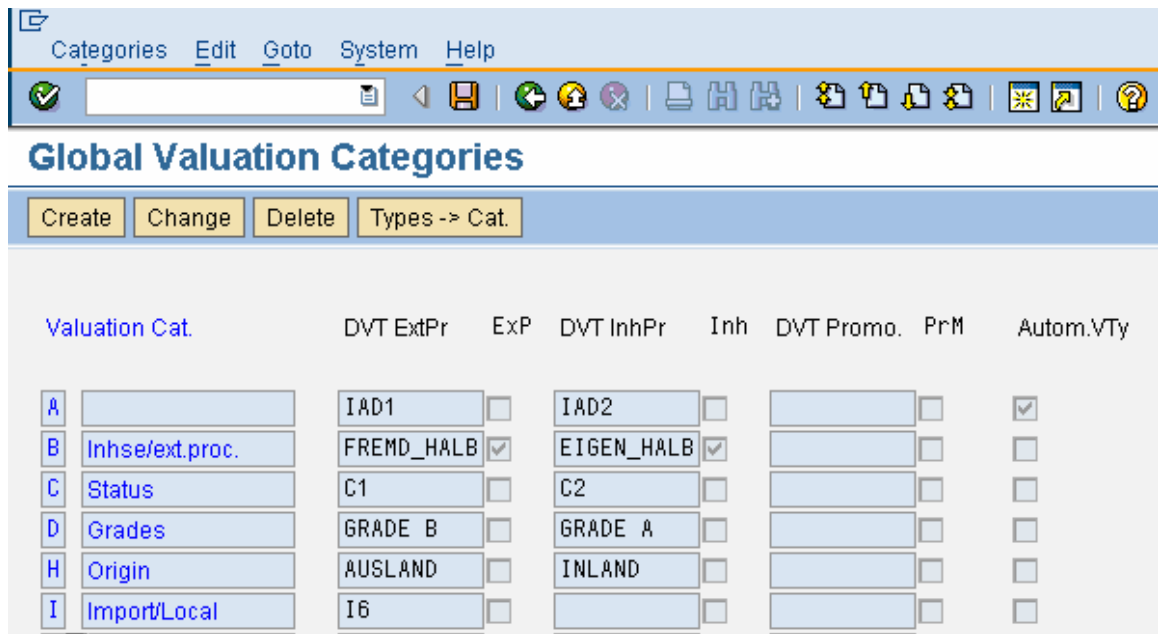 Categories Edit Goto System Help
Global Valuation Categories
Create Change Delete Types -> Cat.
Valuation Cat. DVT ExtPr ExP DVT InhPr Inh DVT Promo. PrM Autom.VTy
A IAD1 IAD2
B Inhse/ext.proc. FREMD_HALB EIGEN_HALB
C Status C1 C2
D Grades GRADE B GRADE A
H Origin AUSLAND INLAND
I Import/Local I6